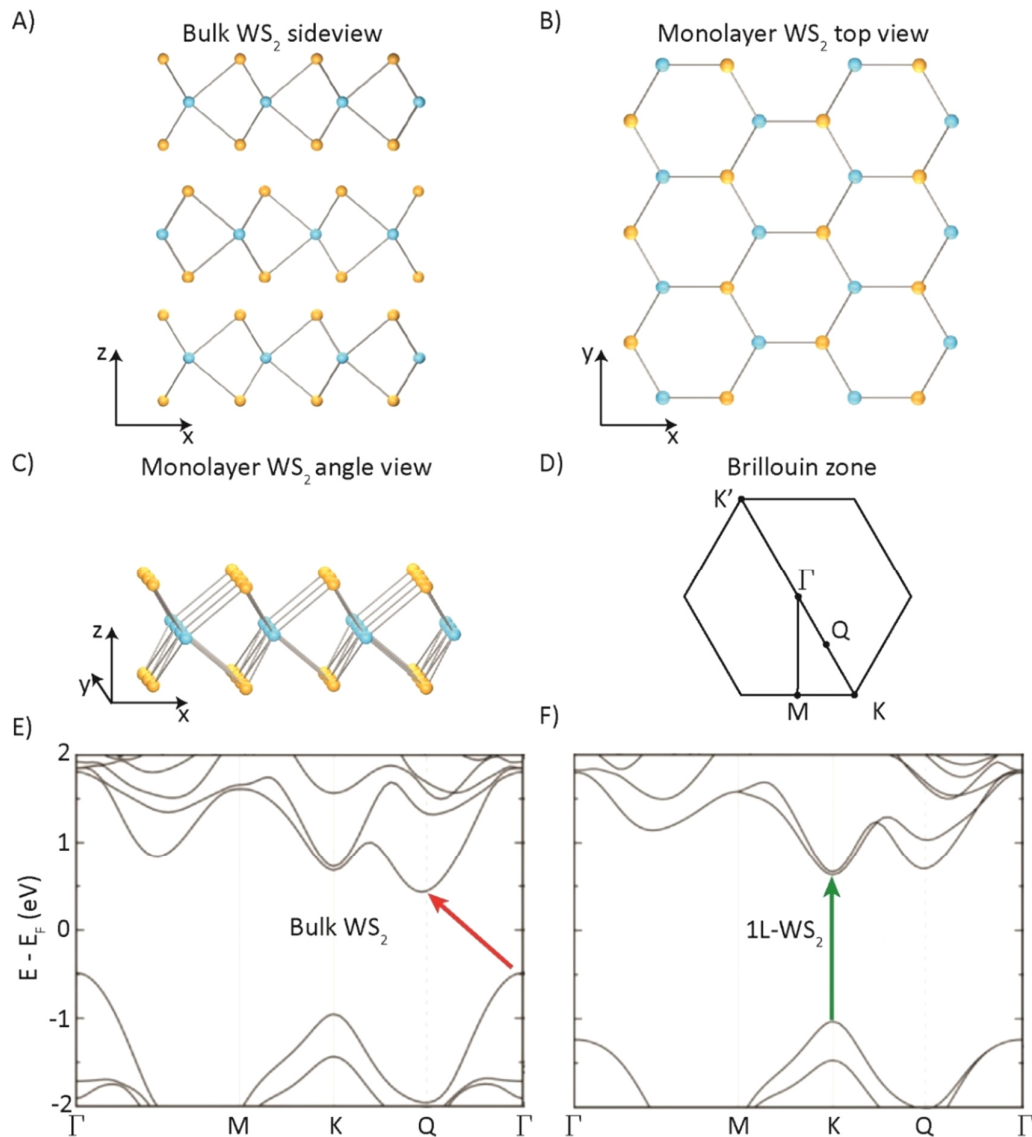 A)
Bulk WS₂ sideview
z
x
B)
Monolayer WS₂ top view
y
x
C)
Monolayer WS₂ angle view
z
y
x
D)
Brillouin zone
K'
Γ
Q
M
K
E)
2
1
0
-1
-2
E - E_F (eV)
Bulk WS₂
Γ
M
K
Q
Γ
F)
1L-WS₂
Γ
M
K
Q
Γ